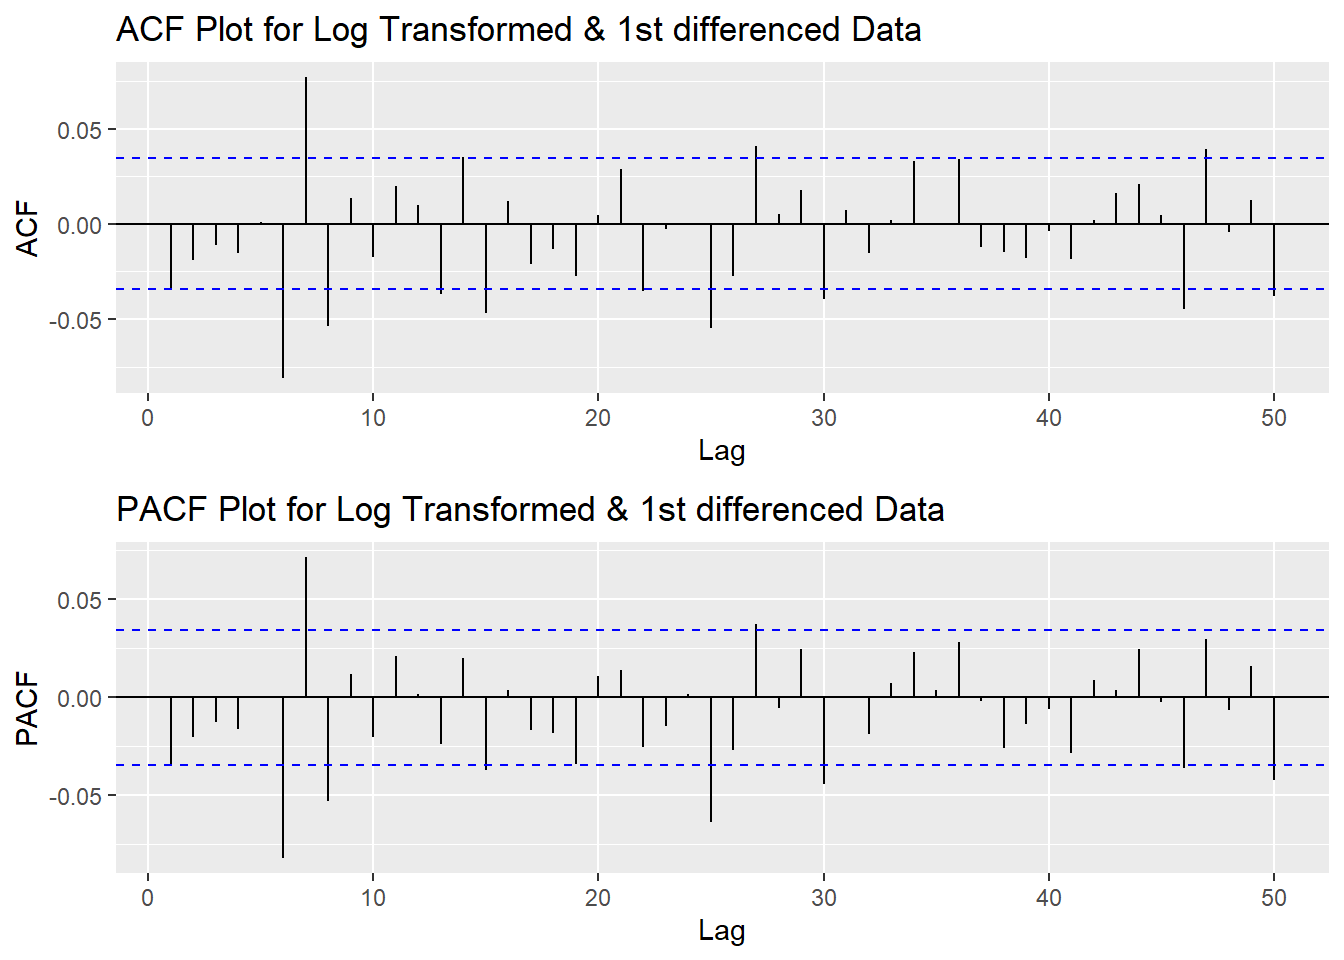 ACF Plot for Log Transformed & 1st differenced Data
ACF
0.05
0.00
-0.05
0 10 20 30 40 50
Lag
PACF Plot for Log Transformed & 1st differenced Data
PACF
0.05
0.00
-0.05
0 10 20 30 40 50
Lag